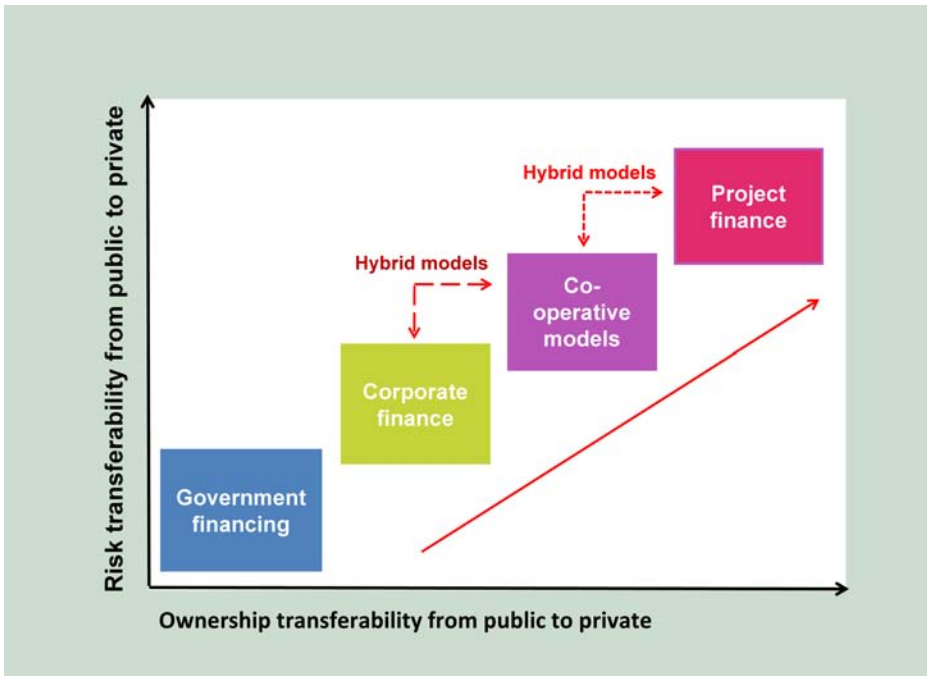 Risk transferability from public to private
Hybrid models
Project
finance
Hybrid models
Co-
operative
models
Corporate
finance
Government
financing
Ownership transferability from public to private